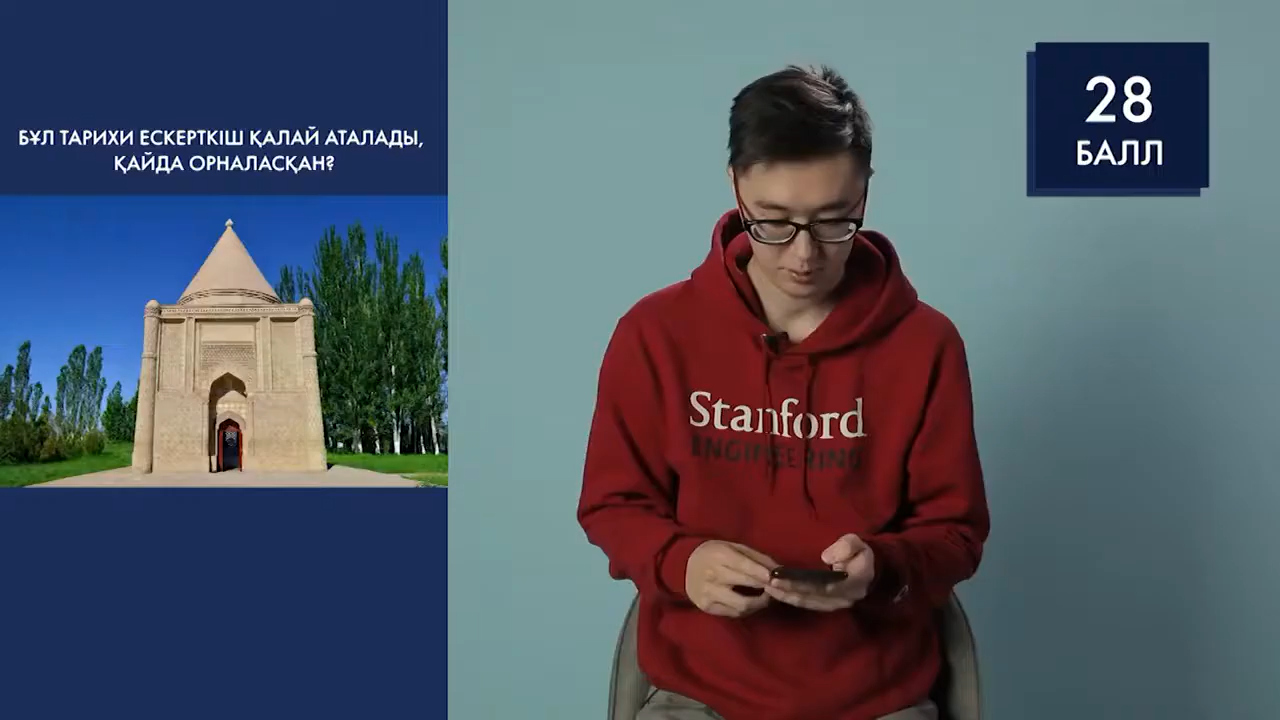 БҰЛ ТАРИХИ ЕСКЕРТКІШ ҚАЛАЙ АТАЛАДЫ,
ҚАЙДА ОРНАЛАСҚАН?
28
БАЛЛ
Stanford
ENGINEERING